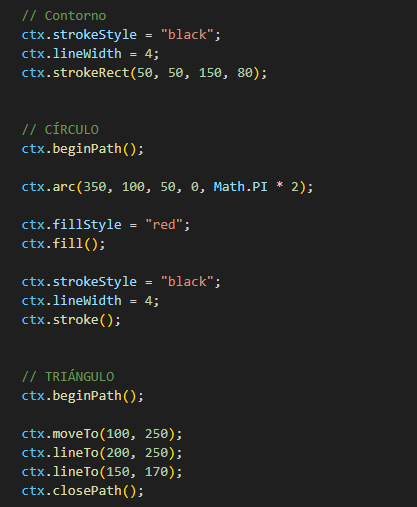 // Contorno
ctx.strokeStyle = "black";
ctx.lineWidth = 4;
ctx.strokeRect(50, 50, 150, 80);
// CÍRCULO
ctx.beginPath();
ctx.arc(350, 100, 50, 0, Math.PI * 2);
ctx.fillStyle = "red";
ctx.fill();
ctx.strokeStyle = "black";
ctx.lineWidth = 4;
ctx.stroke();
// TRIÁNGULO
ctx.beginPath();
ctx.moveTo(100, 250);
ctx.lineTo(200, 250);
ctx.lineTo(150, 170);
ctx.closePath();